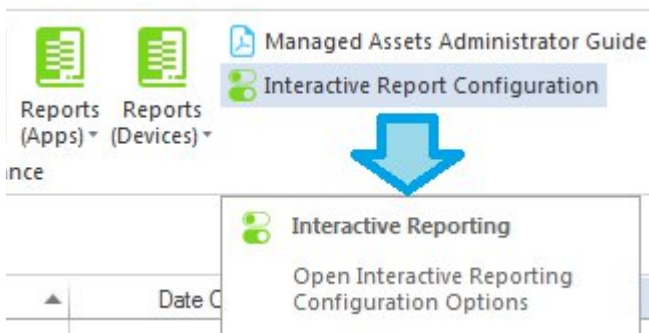 Managed Assets Administrator Guide
Interactive Report Configuration
Reports Reports
(Apps) (Devices)
nce
Interactive Reporting
Open Interactive Reporting
Configuration Options
Date C